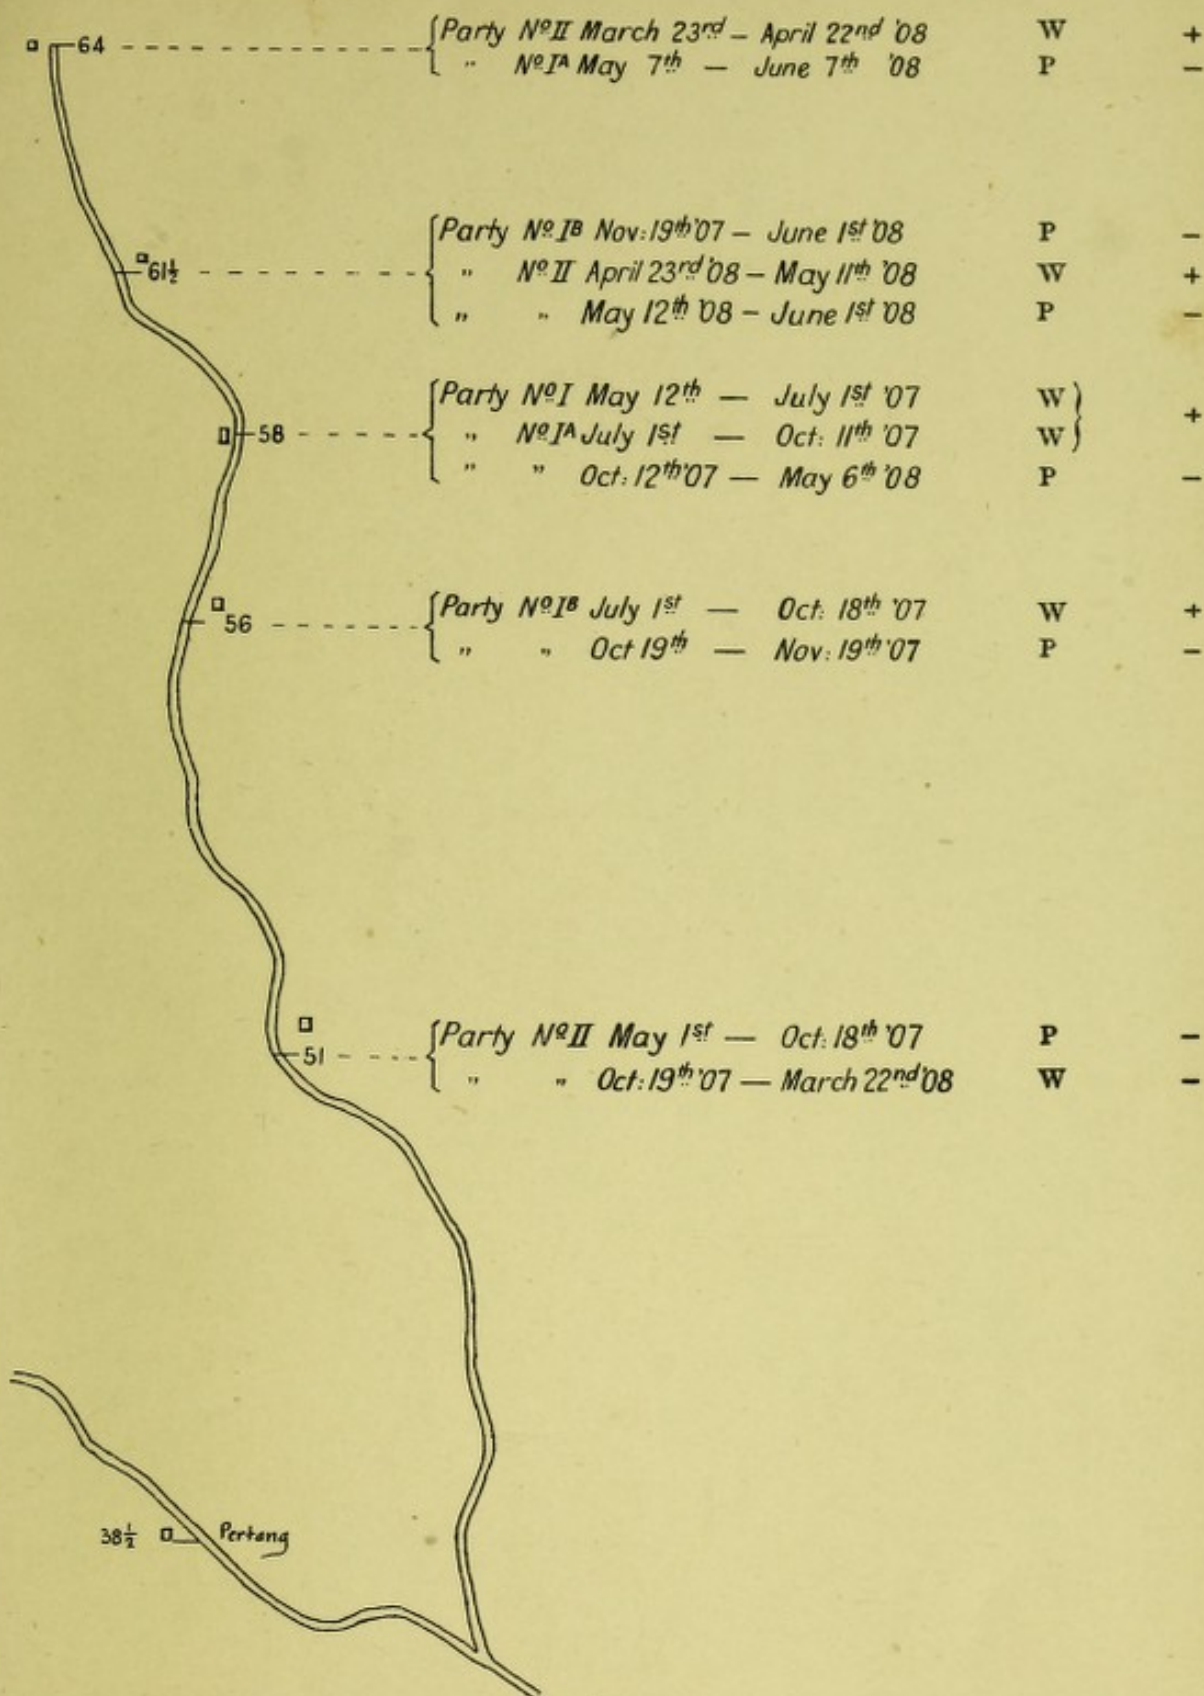 64 Party Nº II March 23rd – April 22nd '08 W +
" Nº IA May 7th — June 7th '08 P –
Party Nº IB Nov: 19th '07 – June 1st '08 P –
61½ " Nº II April 23rd '08 – May 11th '08 W +
" " May 12th '08 – June 1st '08 P –
Party Nº I May 12th — July 1st '07 W
58 " Nº IA July 1st — Oct: 11th '07 W +
" " Oct: 12th '07 — May 6th '08 P –
Party Nº IB July 1st — Oct: 18th '07 W +
56 " " Oct 19th — Nov: 19th '07 P –
Party Nº II May 1st — Oct: 18th '07 P –
51 " " Oct: 19th '07 — March 22nd '08 W –
38½ Pertang